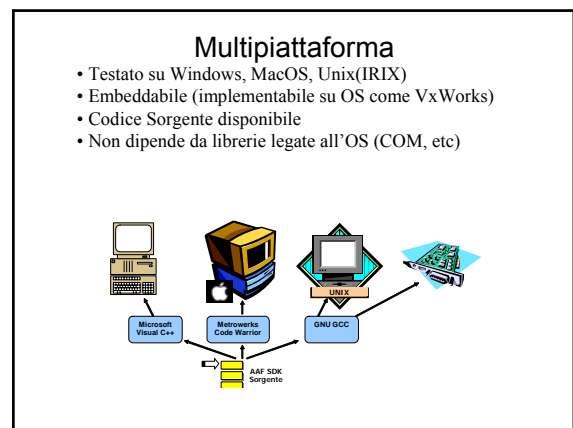 Multipiattaforma
• Testato su Windows, MacOS, Unix(IRIX)
• Embeddabile (implementabile su OS come VxWorks)
• Codice Sorgente disponibile
• Non dipende da librerie legate all'OS (COM, etc)
UNIX
Microsoft
Visual C++
Metrowerks
Code Warrior
GNU GCC
AAF SDK
Sorgente